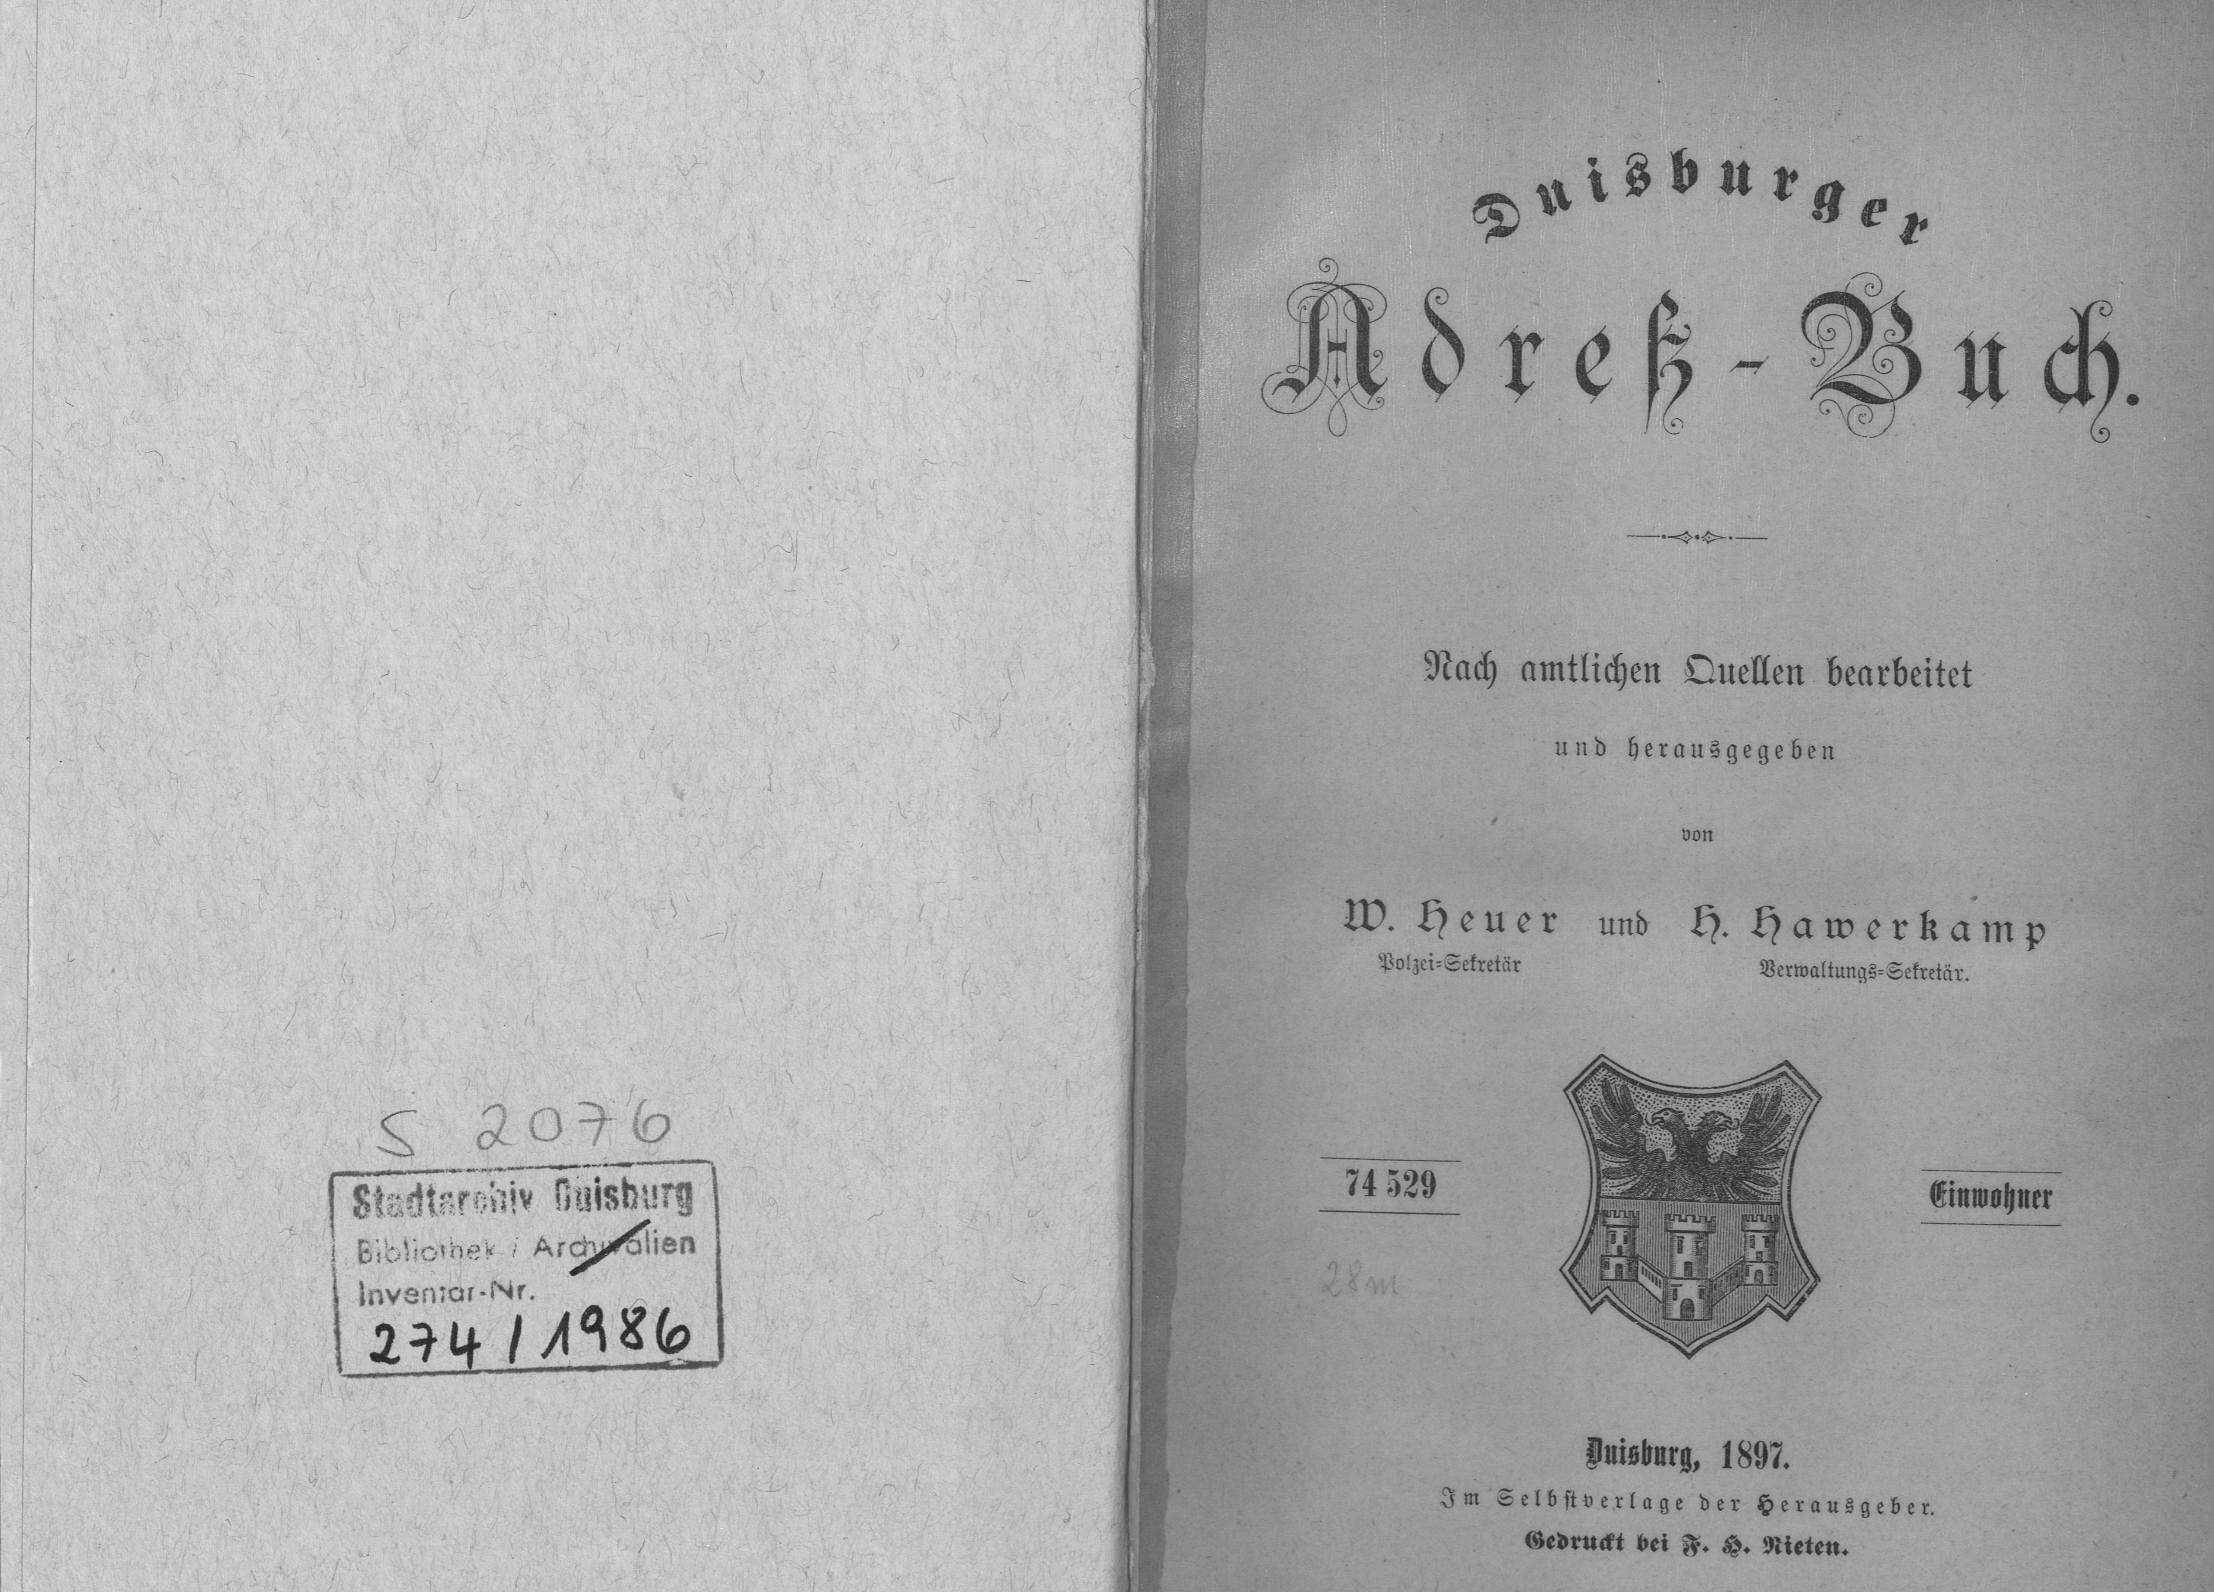 S 2076
Stadtarchiv Duisburg
Bibliothek / Archivalien
Inventar-Nr.
274 / 1986
Duisburger
Adreß-Buch.
Nach amtlichen Quellen bearbeitet
und herausgegeben
von
W. Heuer und H. Hawerkamp
Polzei-Sekretär Verwaltungs-Sekretär.
74 529 Einwohner
28m
Duisburg, 1897.
Im Selbstverlage der Herausgeber.
Gedruckt bei F. H. Nieten.